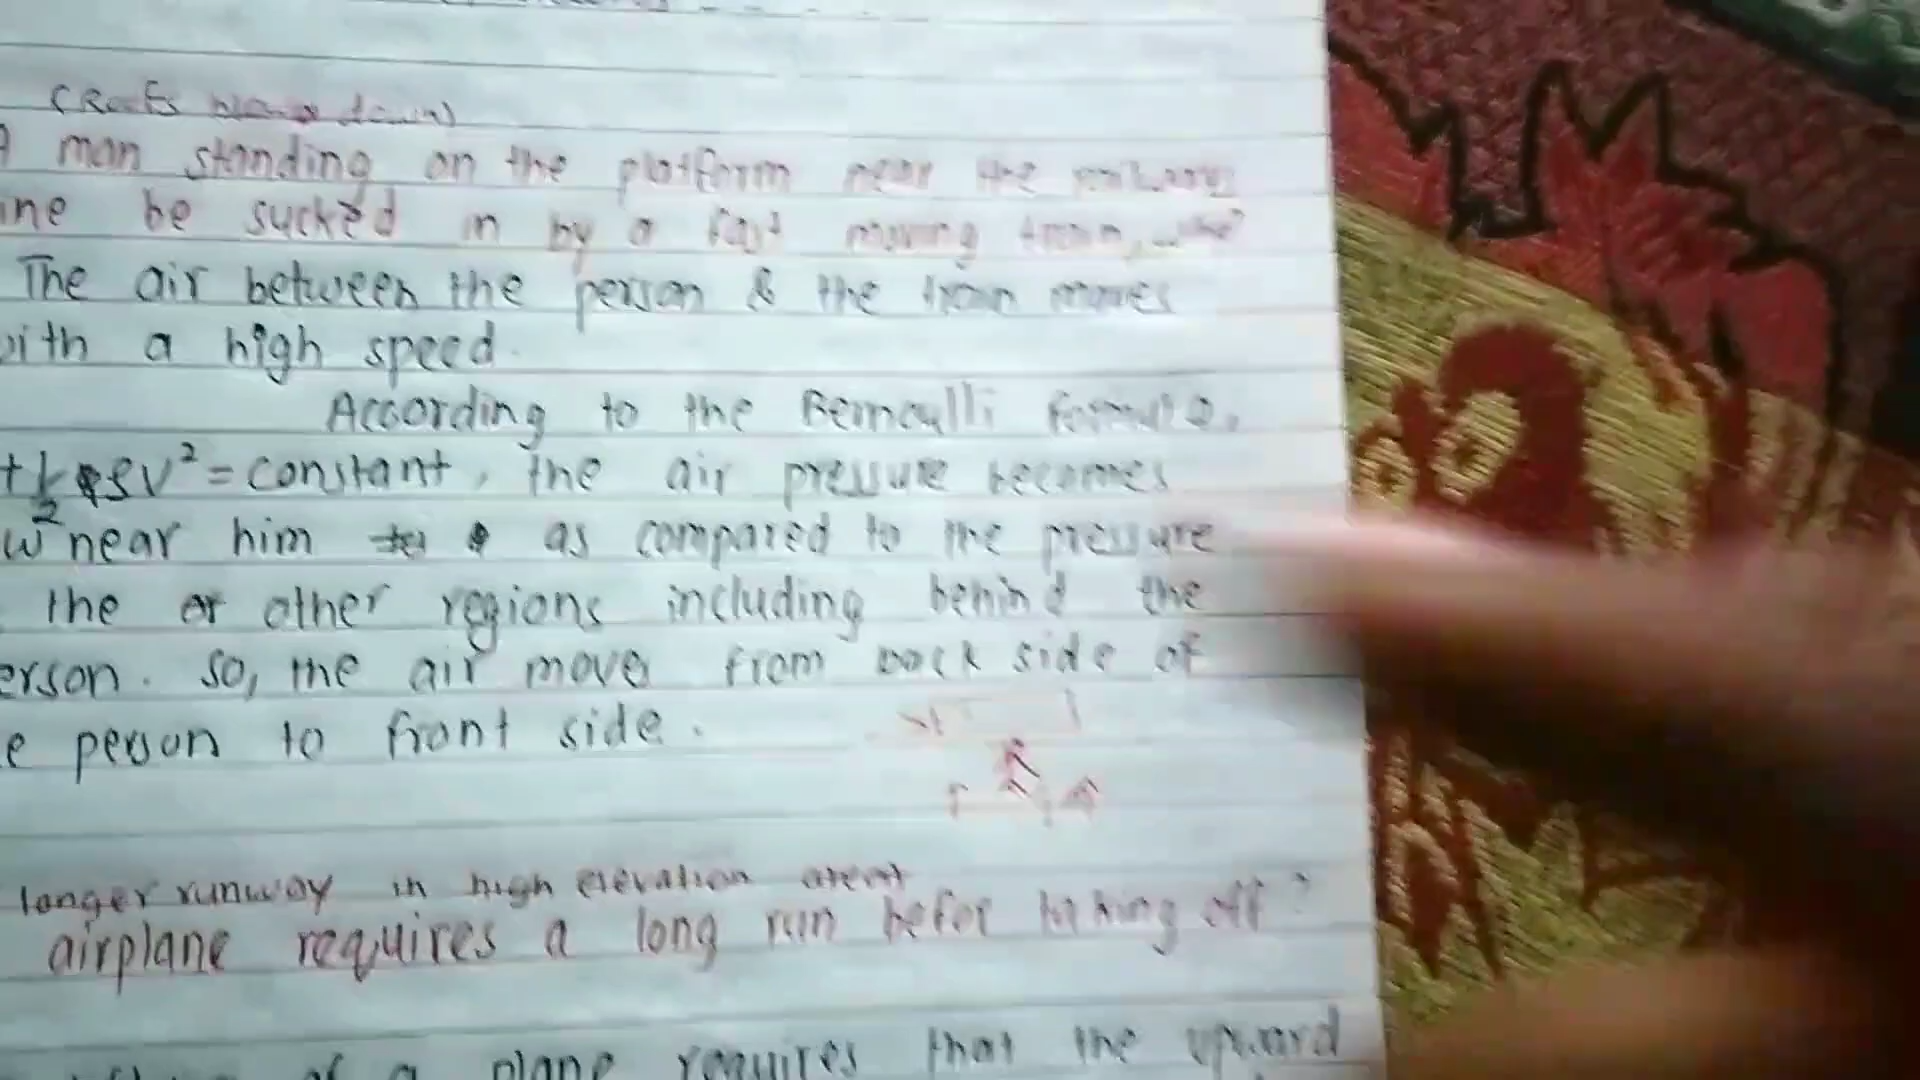 (Roofs blown down)
A man standing on the platform near the railway
ine be sucked in by a fast moving train, why?
The air between the person & the train moves
with a high speed.
According to the Bernoulli formula,
+ 1/2 ρv² = constant, the air pressure becomes
w near him as compared to the pressure
the other regions including behind the
erson. So, the air moves from back side of
e person to front side.
longer runway in high elevation areas
airplane requires a long run befor taking off?
of a plane requires that the upward